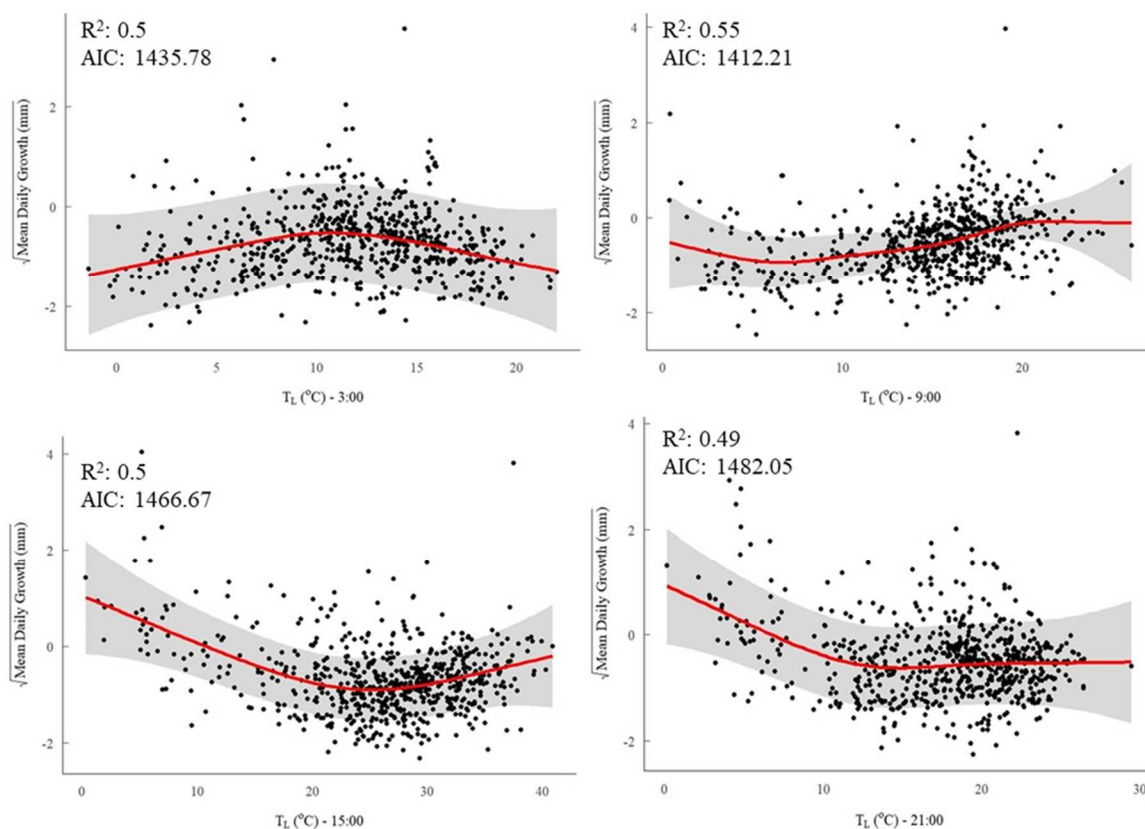 R²: 0.5
AIC: 1435.78
√Mean Daily Growth (mm)
2
0
-2
0 5 10 15 20
T_L (°C) - 3:00
R²: 0.55
AIC: 1412.21
√Mean Daily Growth (mm)
4
2
0
-2
0 10 20
T_L (°C) - 9:00
R²: 0.5
AIC: 1466.67
√Mean Daily Growth (mm)
4
2
0
-2
0 10 20 30 40
T_L (°C) - 15:00
R²: 0.49
AIC: 1482.05
√Mean Daily Growth (mm)
4
2
0
-2
0 10 20 30
T_L (°C) - 21:00